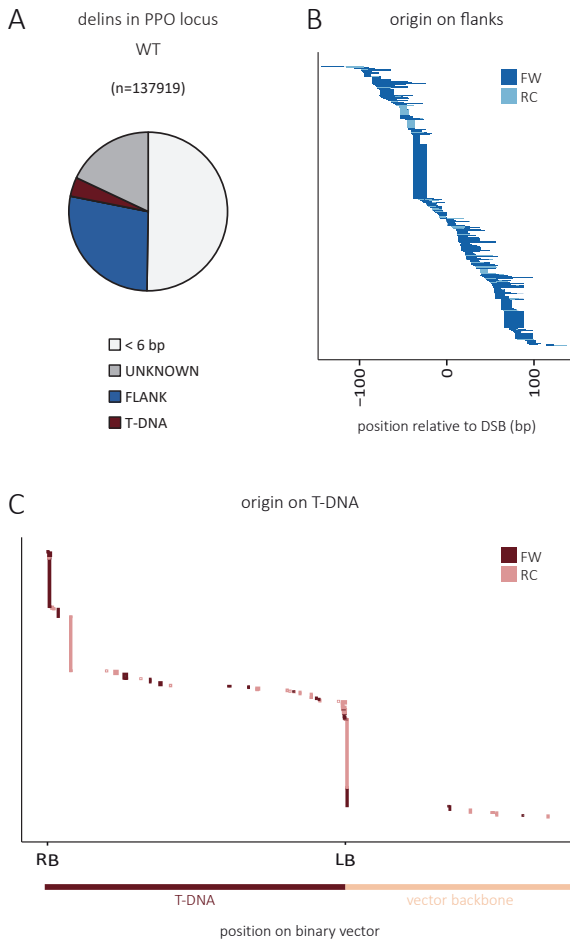 A
delins in PPO locus
WT
(n=137919)
< 6 bp
UNKNOWN
FLANK
T-DNA
B
origin on flanks
FW
RC
−100
0
100
position relative to DSB (bp)
C
origin on T-DNA
FW
RC
RB
LB
T-DNA
vector backbone
position on binary vector